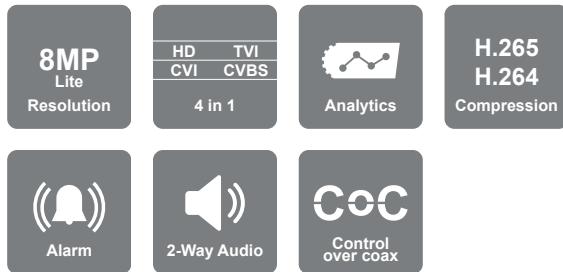 8MP
Lite
Resolution
HD TVI
CVI CVBS
4 in 1
Analytics
H.265
H.264
Compression
Alarm
2-Way Audio
CoC
Control
over coax